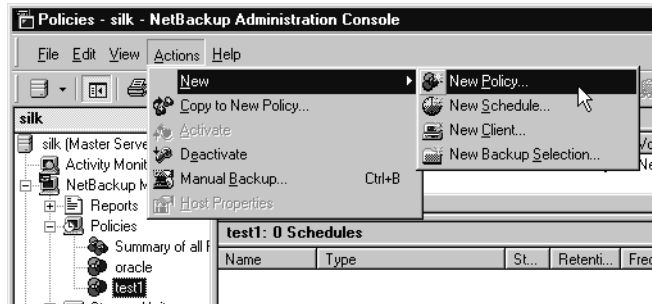 Policies - silk - NetBackup Administration Console
File Edit View Actions Help
New
New Policy...
Copy to New Policy...
New Schedule...
silk
Activate
New Client...
silk (Master Serve
Deactivate
New Backup Selection...
Activity Monit
Manual Backup... Ctrl+B
NetBackup M
Host Properties
Reports
Policies
test1: 0 Schedules
Summary of all
Name Type St... Retenti... Fred
oracle
test1